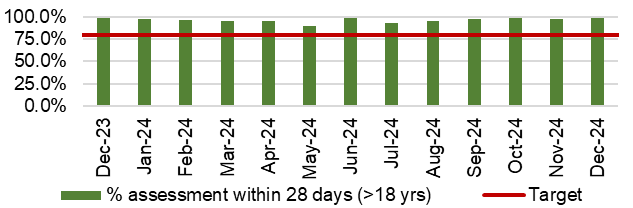 100.0%
75.0%
50.0%
25.0%
0.0%
Dec-23
Jan-24
Feb-24
Mar-24
Apr-24
May-24
Jun-24
Jul-24
Aug-24
Sep-24
Oct-24
Nov-24
Dec-24
% assessment within 28 days (>18 yrs)
Target